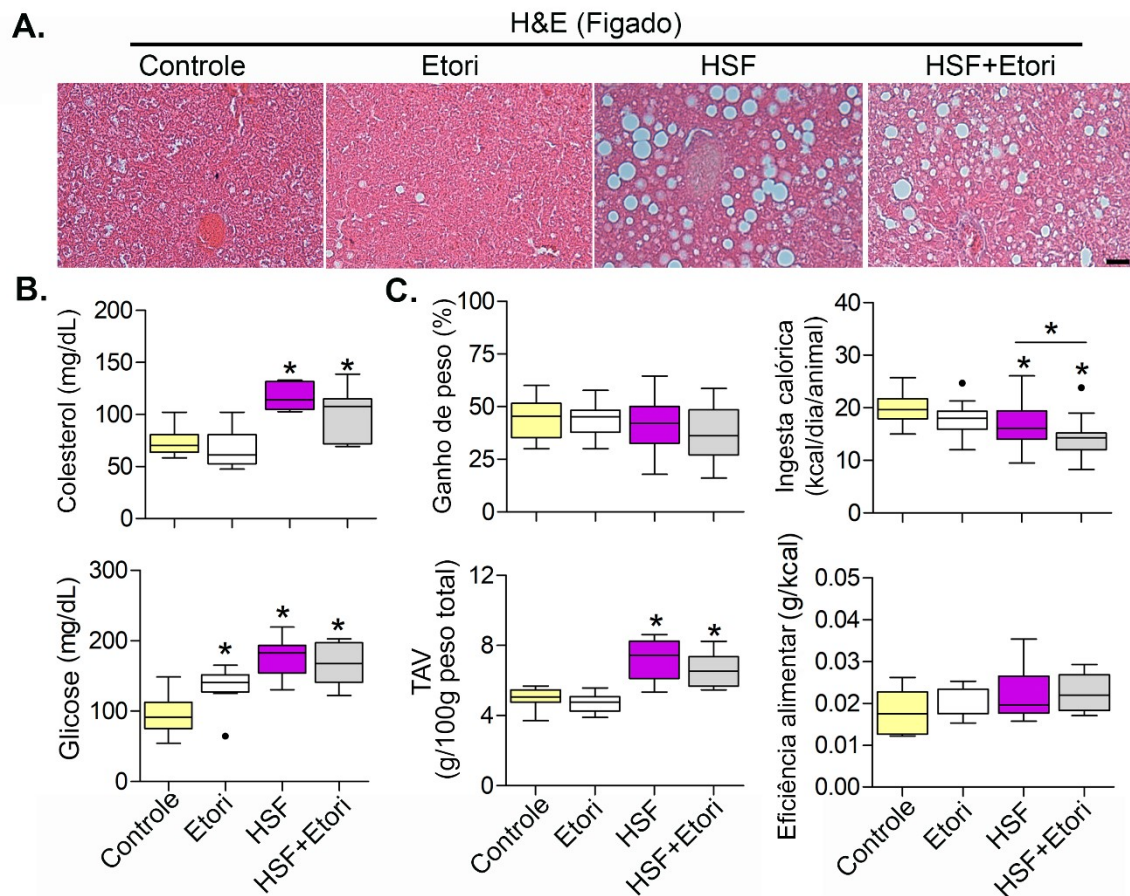 A.
H&E (Figado)
Controle Etori HSF HSF+Etori
B.
Colesterol (mg/dL)
200
150
100
50
0
* *
C.
Ganho de peso (%)
100
75
50
25
0
Ingesta calórica
(kcal/dia/animal)
40
30
20
10
0
*
* *
Glicose (mg/dL)
300
200
100
0
* * *
Controle Etori HSF HSF+Etori
TAV
(g/100g peso total)
12
8
4
0
* *
Controle Etori HSF HSF+Etori
Eficiência alimentar (g/kcal)
0.05
0.04
0.03
0.02
0.01
0.00
Controle Etori HSF HSF+Etori